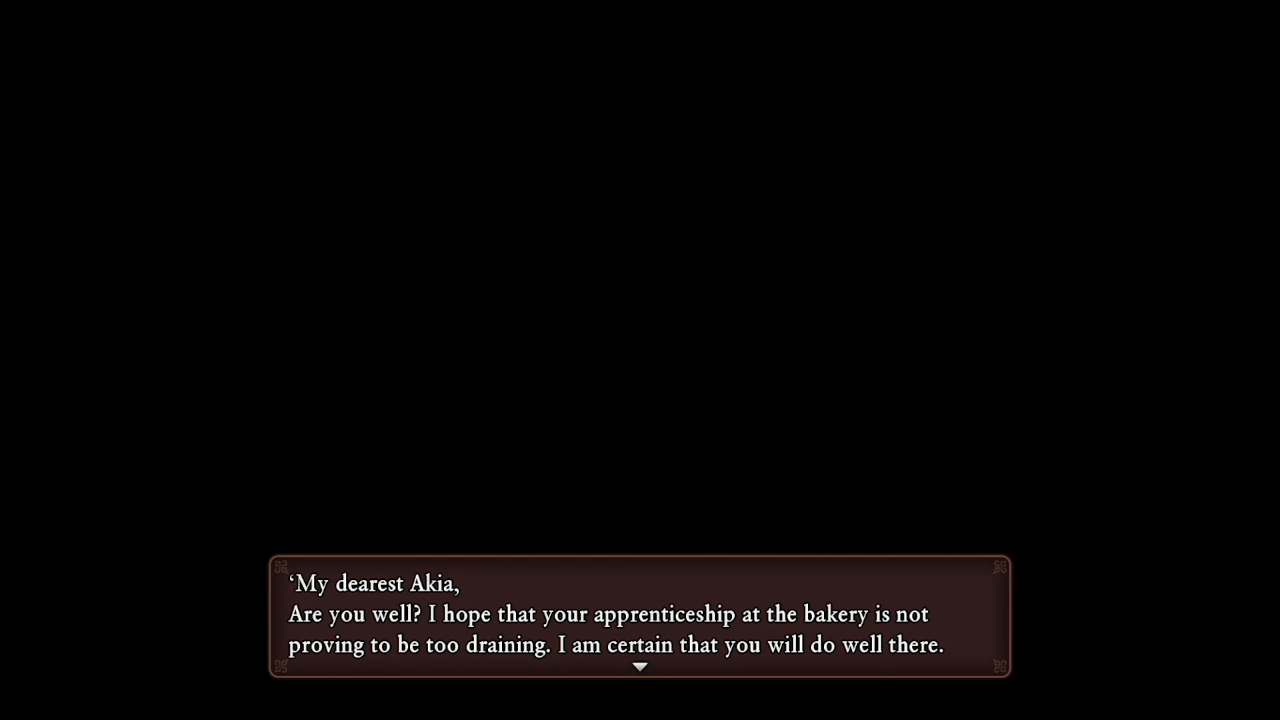 ‘My dearest Akia,
Are you well? I hope that your apprenticeship at the bakery is not
proving to be too draining. I am certain that you will do well there.